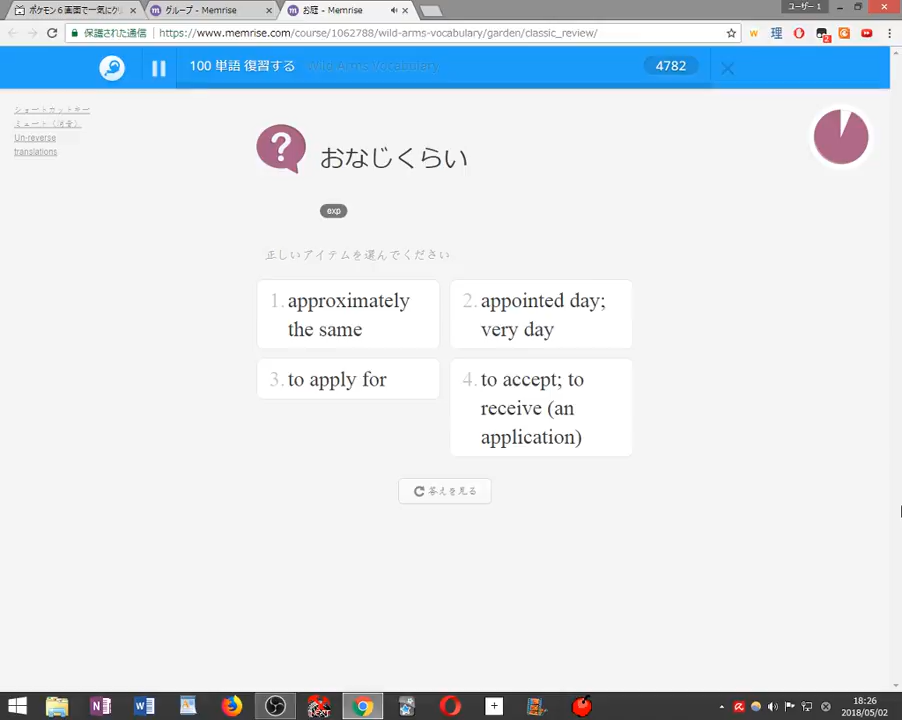 ポケモン6画面で一気にク
グループ - Memrise
お庭 - Memrise
ユーザー 1
保護された通信
https://www.memrise.com/course/1062788/wild-arms-vocabulary/garden/classic_review/
100 単語 復習する
Wild Arms Vocabulary
4782
ショートカットキー
ミュート (消音)
Un-reverse
translations
おなじくらい
exp
正しいアイテムを選んでください
1. approximately
the same
2. appointed day;
very day
3. to apply for
4. to accept; to
receive (an
application)
答えを見る
18:26
2018/05/02